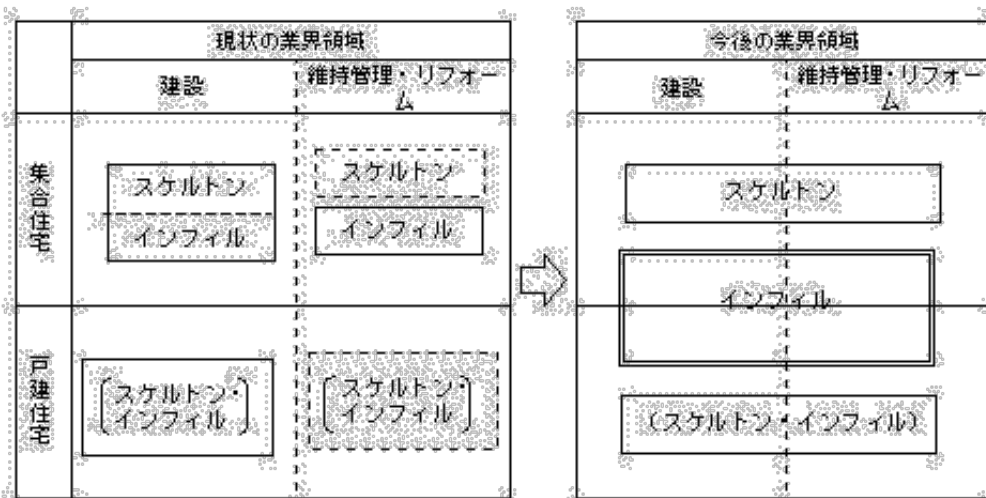 現状の業界領域
建設
維持管理・リフォー
ム
集合住宅
スケルトン
インフィル
スケルトン
インフィル
戸建住宅
スケルトン・
インフィル
スケルトン・
インフィル
今後の業界領域
建設
維持管理・リフォー
ム
スケルトン
インフィル
(スケルトン・インフィル)